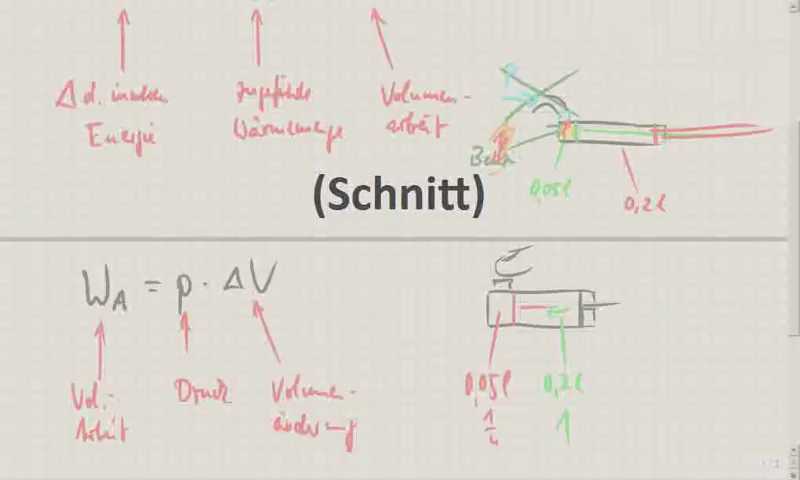 Δ d. inneren
Energie
zugeführte
Wärmemenge
Volumen-
arbeit
0,05l
0,2l
(Schnitt)
W_A = p · ΔV
Vol.-
Arbeit
Druck
Volumen-
änderung
0,05l
0,2l
1/4
1